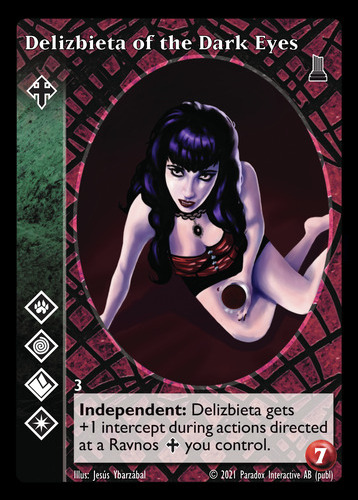 Delizbieta of the Dark Eyes
3
Independent: Delizbieta gets
+1 intercept during actions directed
at a Ravnos you control.
7
Illus: Jesús Ybarzábal © 2021 Paradox Interactive AB (publ)